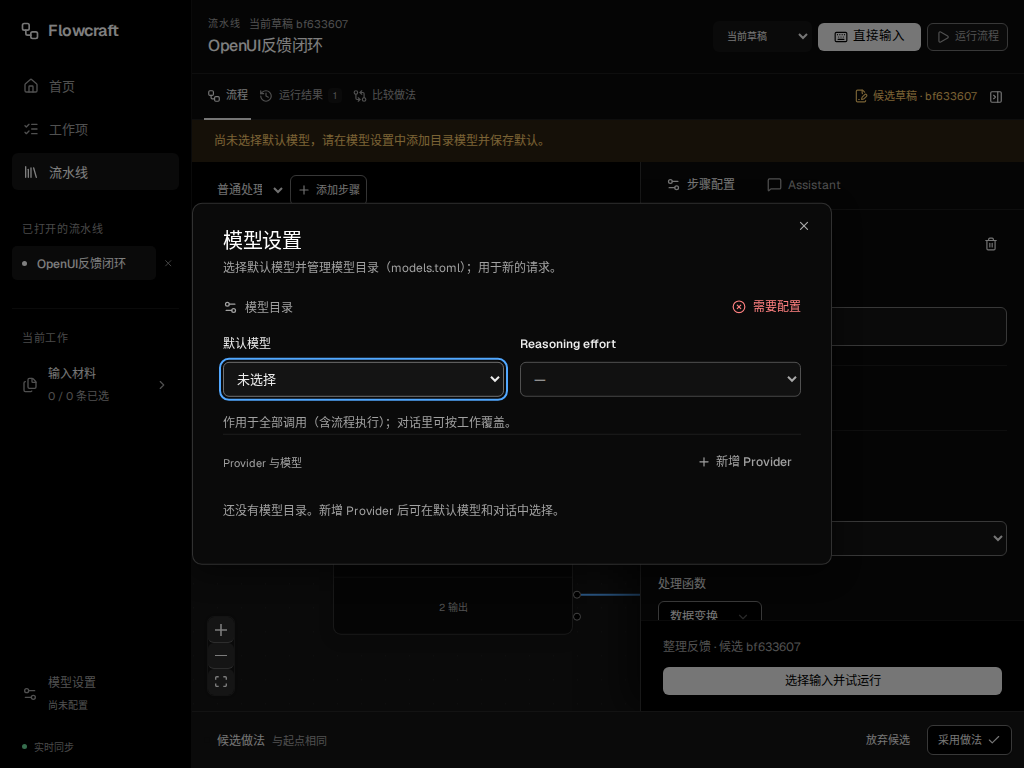 Flowcraft
首页
工作项
流水线
已打开的流水线
OpenUI反馈闭环
当前工作
输入材料
0 / 0 条已选
模型设置
尚未配置
实时同步
流水线 当前草稿 bf633607
OpenUI反馈闭环
当前草稿
直接输入
运行流程
流程
运行结果 1
比较做法
候选草稿 · bf633607
尚未选择默认模型，请在模型设置中添加目录模型并保存默认。
普通处理
添加步骤
步骤配置
Assistant
模型设置
选择默认模型并管理模型目录（models.toml）；用于新的请求。
模型目录
需要配置
默认模型
Reasoning effort
未选择
—
作用于全部调用（含流程执行）；对话里可按工作覆盖。
Provider 与模型
新增 Provider
还没有模型目录。新增 Provider 后可在默认模型和对话中选择。
2 输出
处理函数
数据变换
整理反馈 · 候选 bf633607
选择输入并试运行
候选做法 与起点相同
放弃候选
采用做法